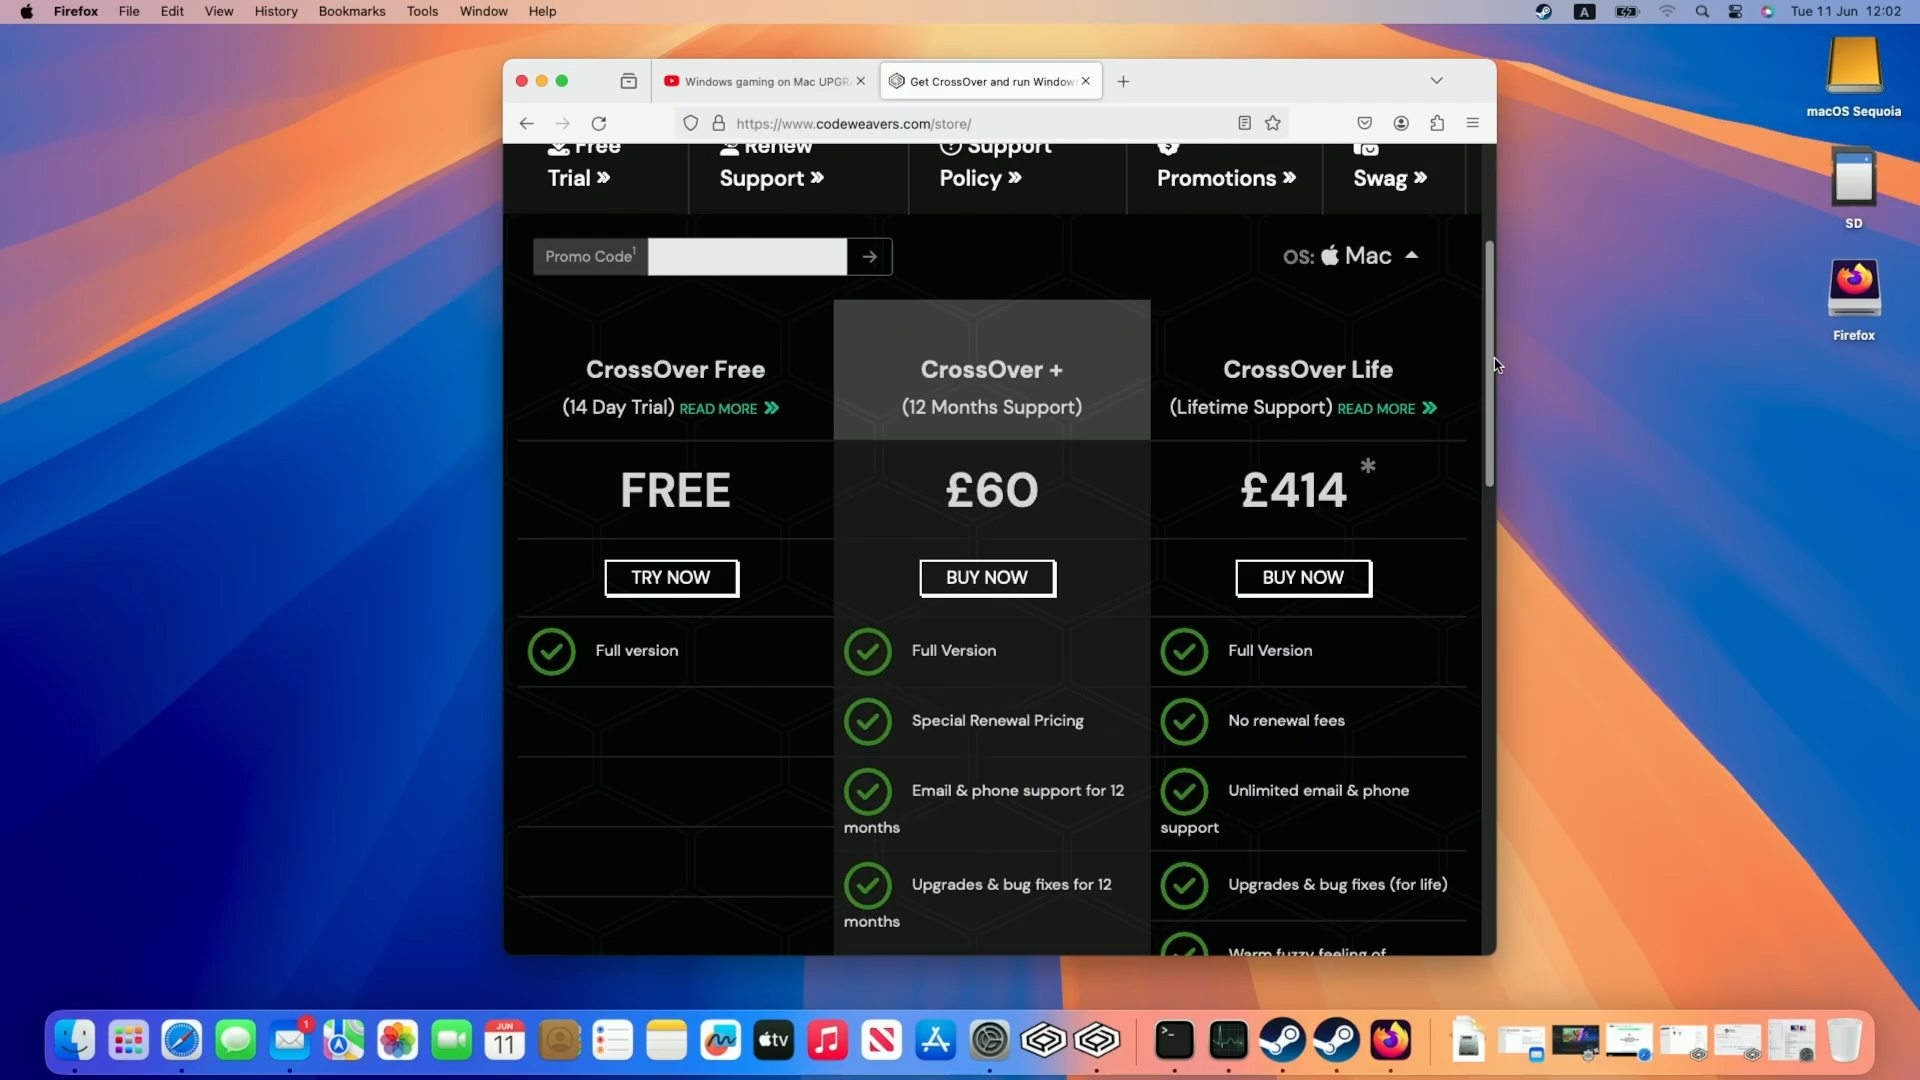 Firefox File Edit View History Bookmarks Tools Window Help
A
Tue 11 Jun 12:02
macOS Sequoia
SD
Firefox
Windows gaming on Mac UPGR
Get CrossOver and run Window
https://www.codeweavers.com/store/
Free
Trial »
Renew
Support »
Support
Policy »
Promotions »
Swag »
Promo Code1
OS: Mac
CrossOver Free
(14 Day Trial) READ MORE »
FREE
TRY NOW
Full version
CrossOver +
(12 Months Support)
£60
BUY NOW
Full Version
Special Renewal Pricing
Email & phone support for 12
months
Upgrades & bug fixes for 12
months
CrossOver Life
(Lifetime Support) READ MORE »
£414 *
BUY NOW
Full Version
No renewal fees
Unlimited email & phone
support
Upgrades & bug fixes (for life)
Warm fuzzy feeling of
1
JUN
11
tv
>_